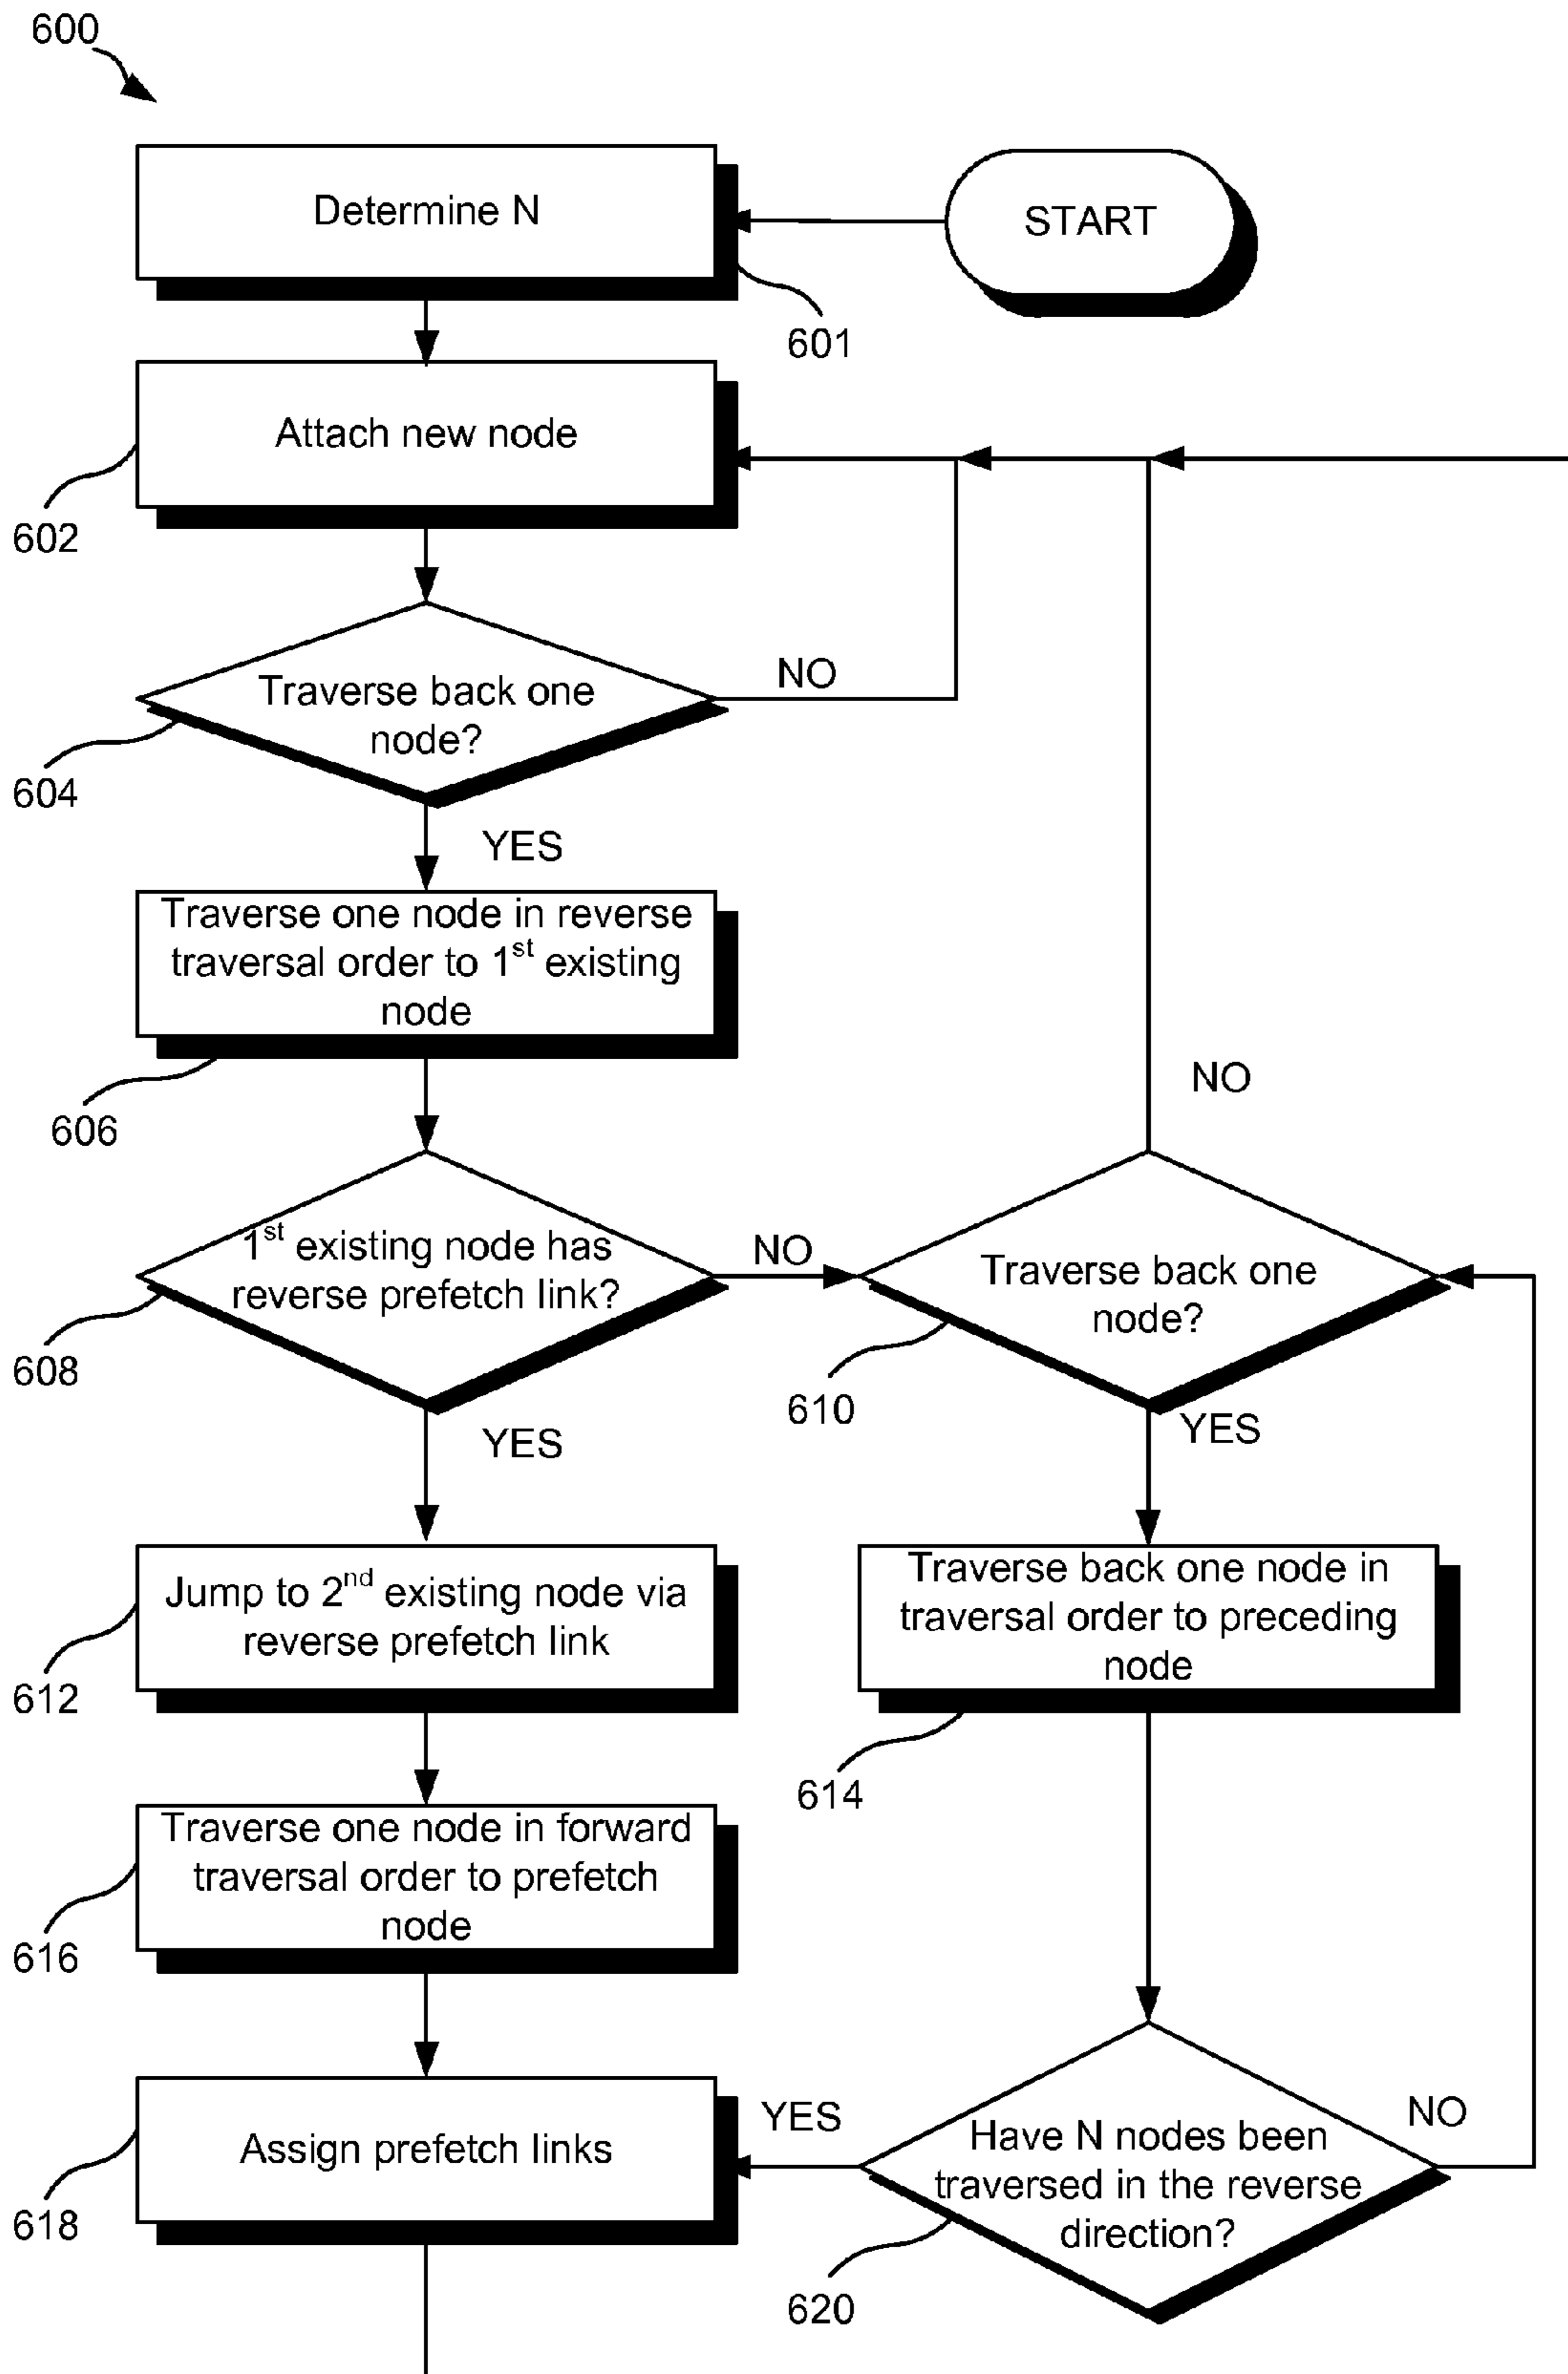 600
Determine N
START
601
Attach new node
602
Traverse back one
node?
NO
604
YES
Traverse one node in reverse
traversal order to 1st existing
node
606
NO
1st existing node has
reverse prefetch link?
NO
Traverse back one
node?
608
610
YES
YES
Jump to 2nd existing node via
reverse prefetch link
612
Traverse back one node in
traversal order to preceding
node
614
Traverse one node in forward
traversal order to prefetch
node
616
Assign prefetch links
618
YES
Have N nodes been
traversed in the reverse
direction?
NO
620